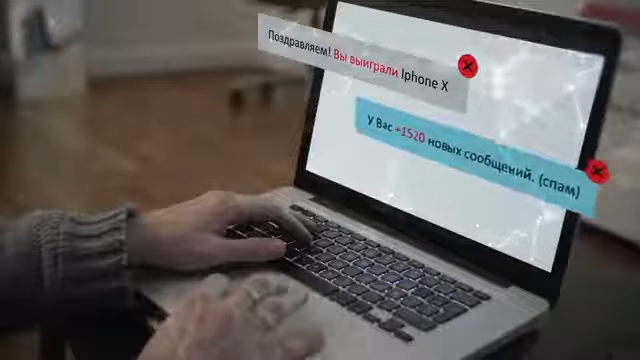 Поздравляем! Вы выиграли Iphone X
У Вас +1520 новых сообщений. (спам)